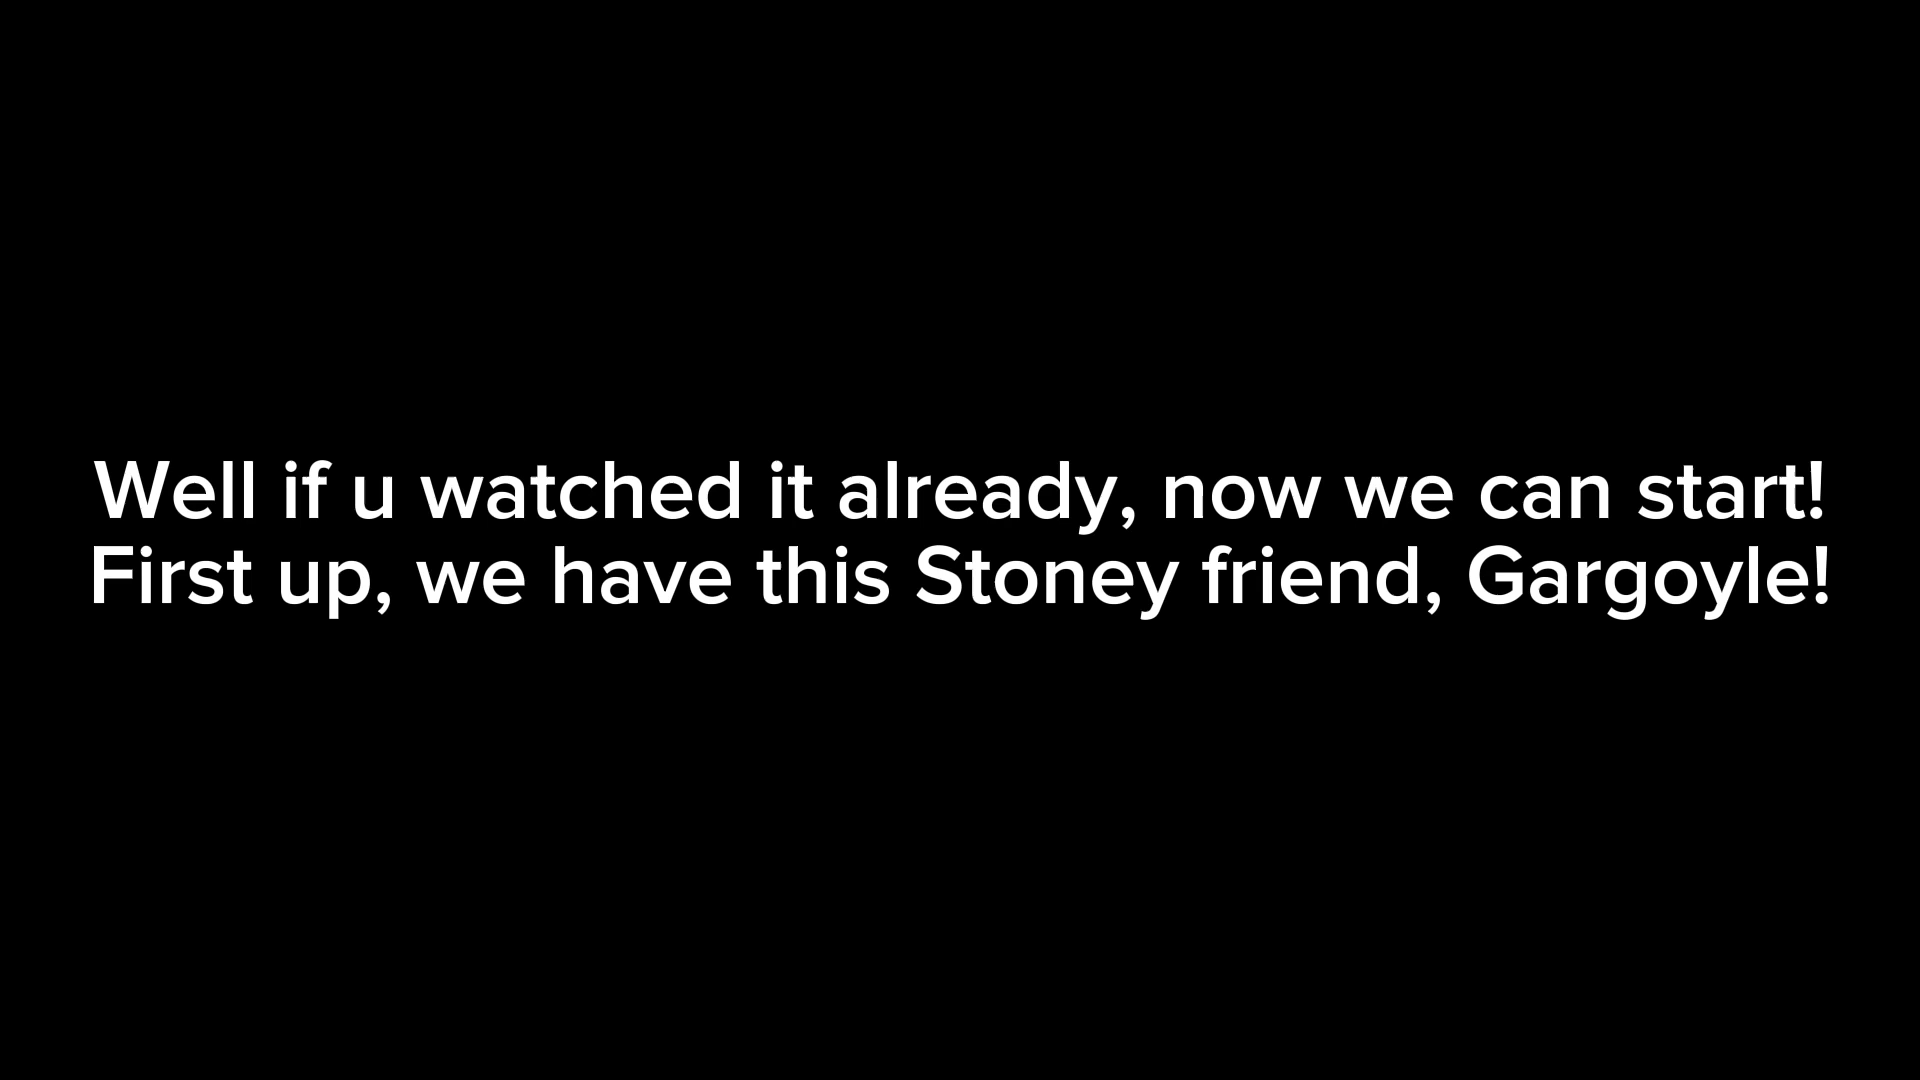 Well if u watched it already, now we can start!
First up, we have this Stoney friend, Gargoyle!